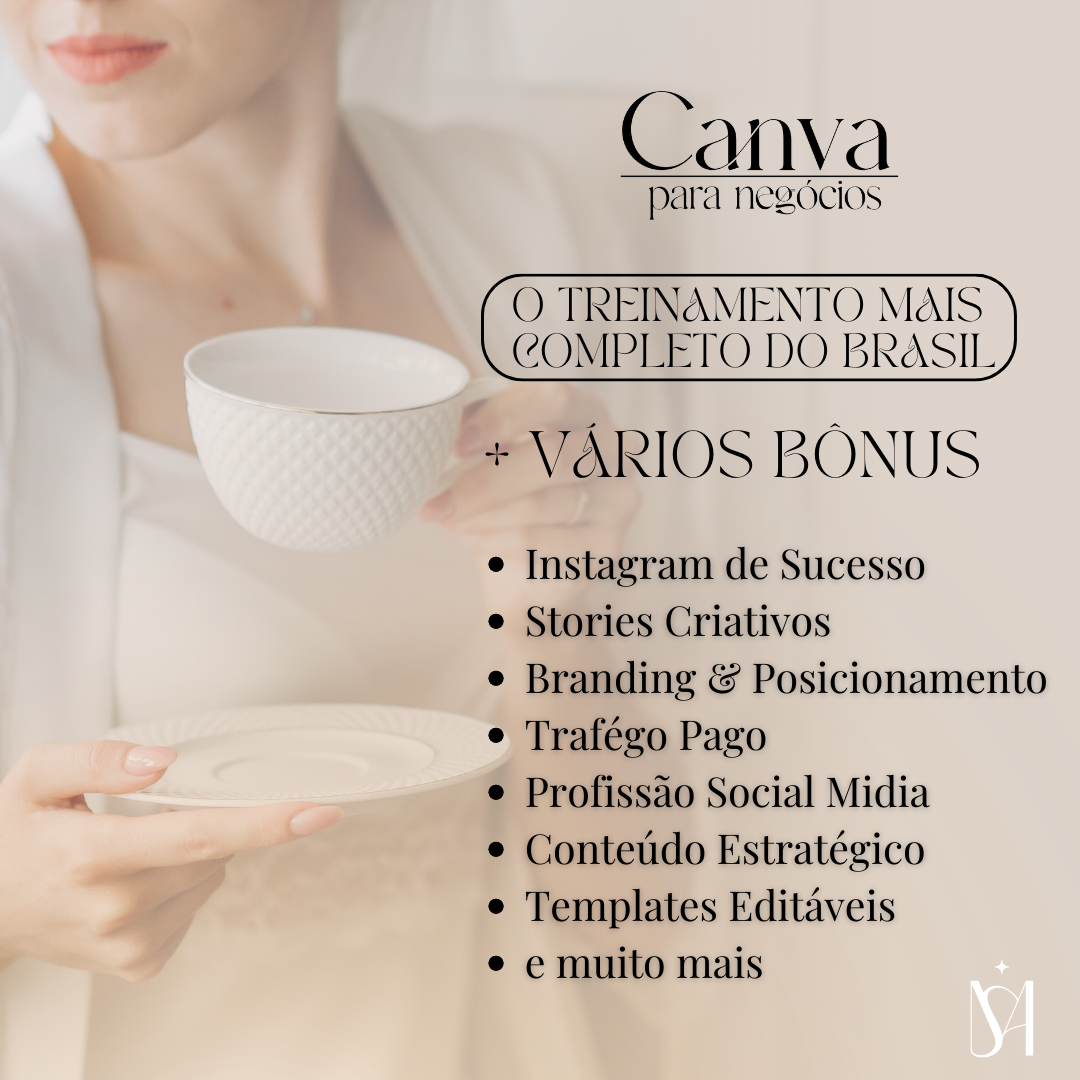 Canva
para negócios
O TREINAMENTO MAIS
COMPLETO DO BRASIL
+ VÁRIOS BÔNUS
• Instagram de Sucesso
• Stories Criativos
• Branding & Posicionamento
• Trafégo Pago
• Profissão Social Midia
• Conteúdo Estratégico
• Templates Editáveis
• e muito mais